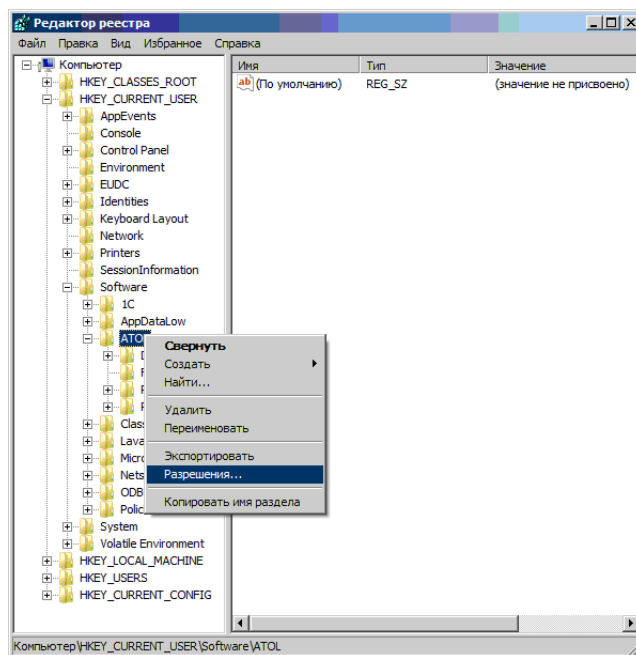 Редактор реестра
Файл Правка Вид Избранное Справка
Компьютер
HKEY_CLASSES_ROOT
HKEY_CURRENT_USER
AppEvents
Console
Control Panel
Environment
EUDC
Identities
Keyboard Layout
Network
Printers
SessionInformation
Software
1C
AppDataLow
ATOL
System
Volatile Environment
HKEY_LOCAL_MACHINE
HKEY_USERS
HKEY_CURRENT_CONFIG
Имя Тип Значение
ab (По умолчанию) REG_SZ (значение не присвоено)
Свернуть
Создать
Найти...
Удалить
Переименовать
Экспортировать
Разрешения...
Копировать имя раздела
Компьютер\HKEY_CURRENT_USER\Software\ATOL